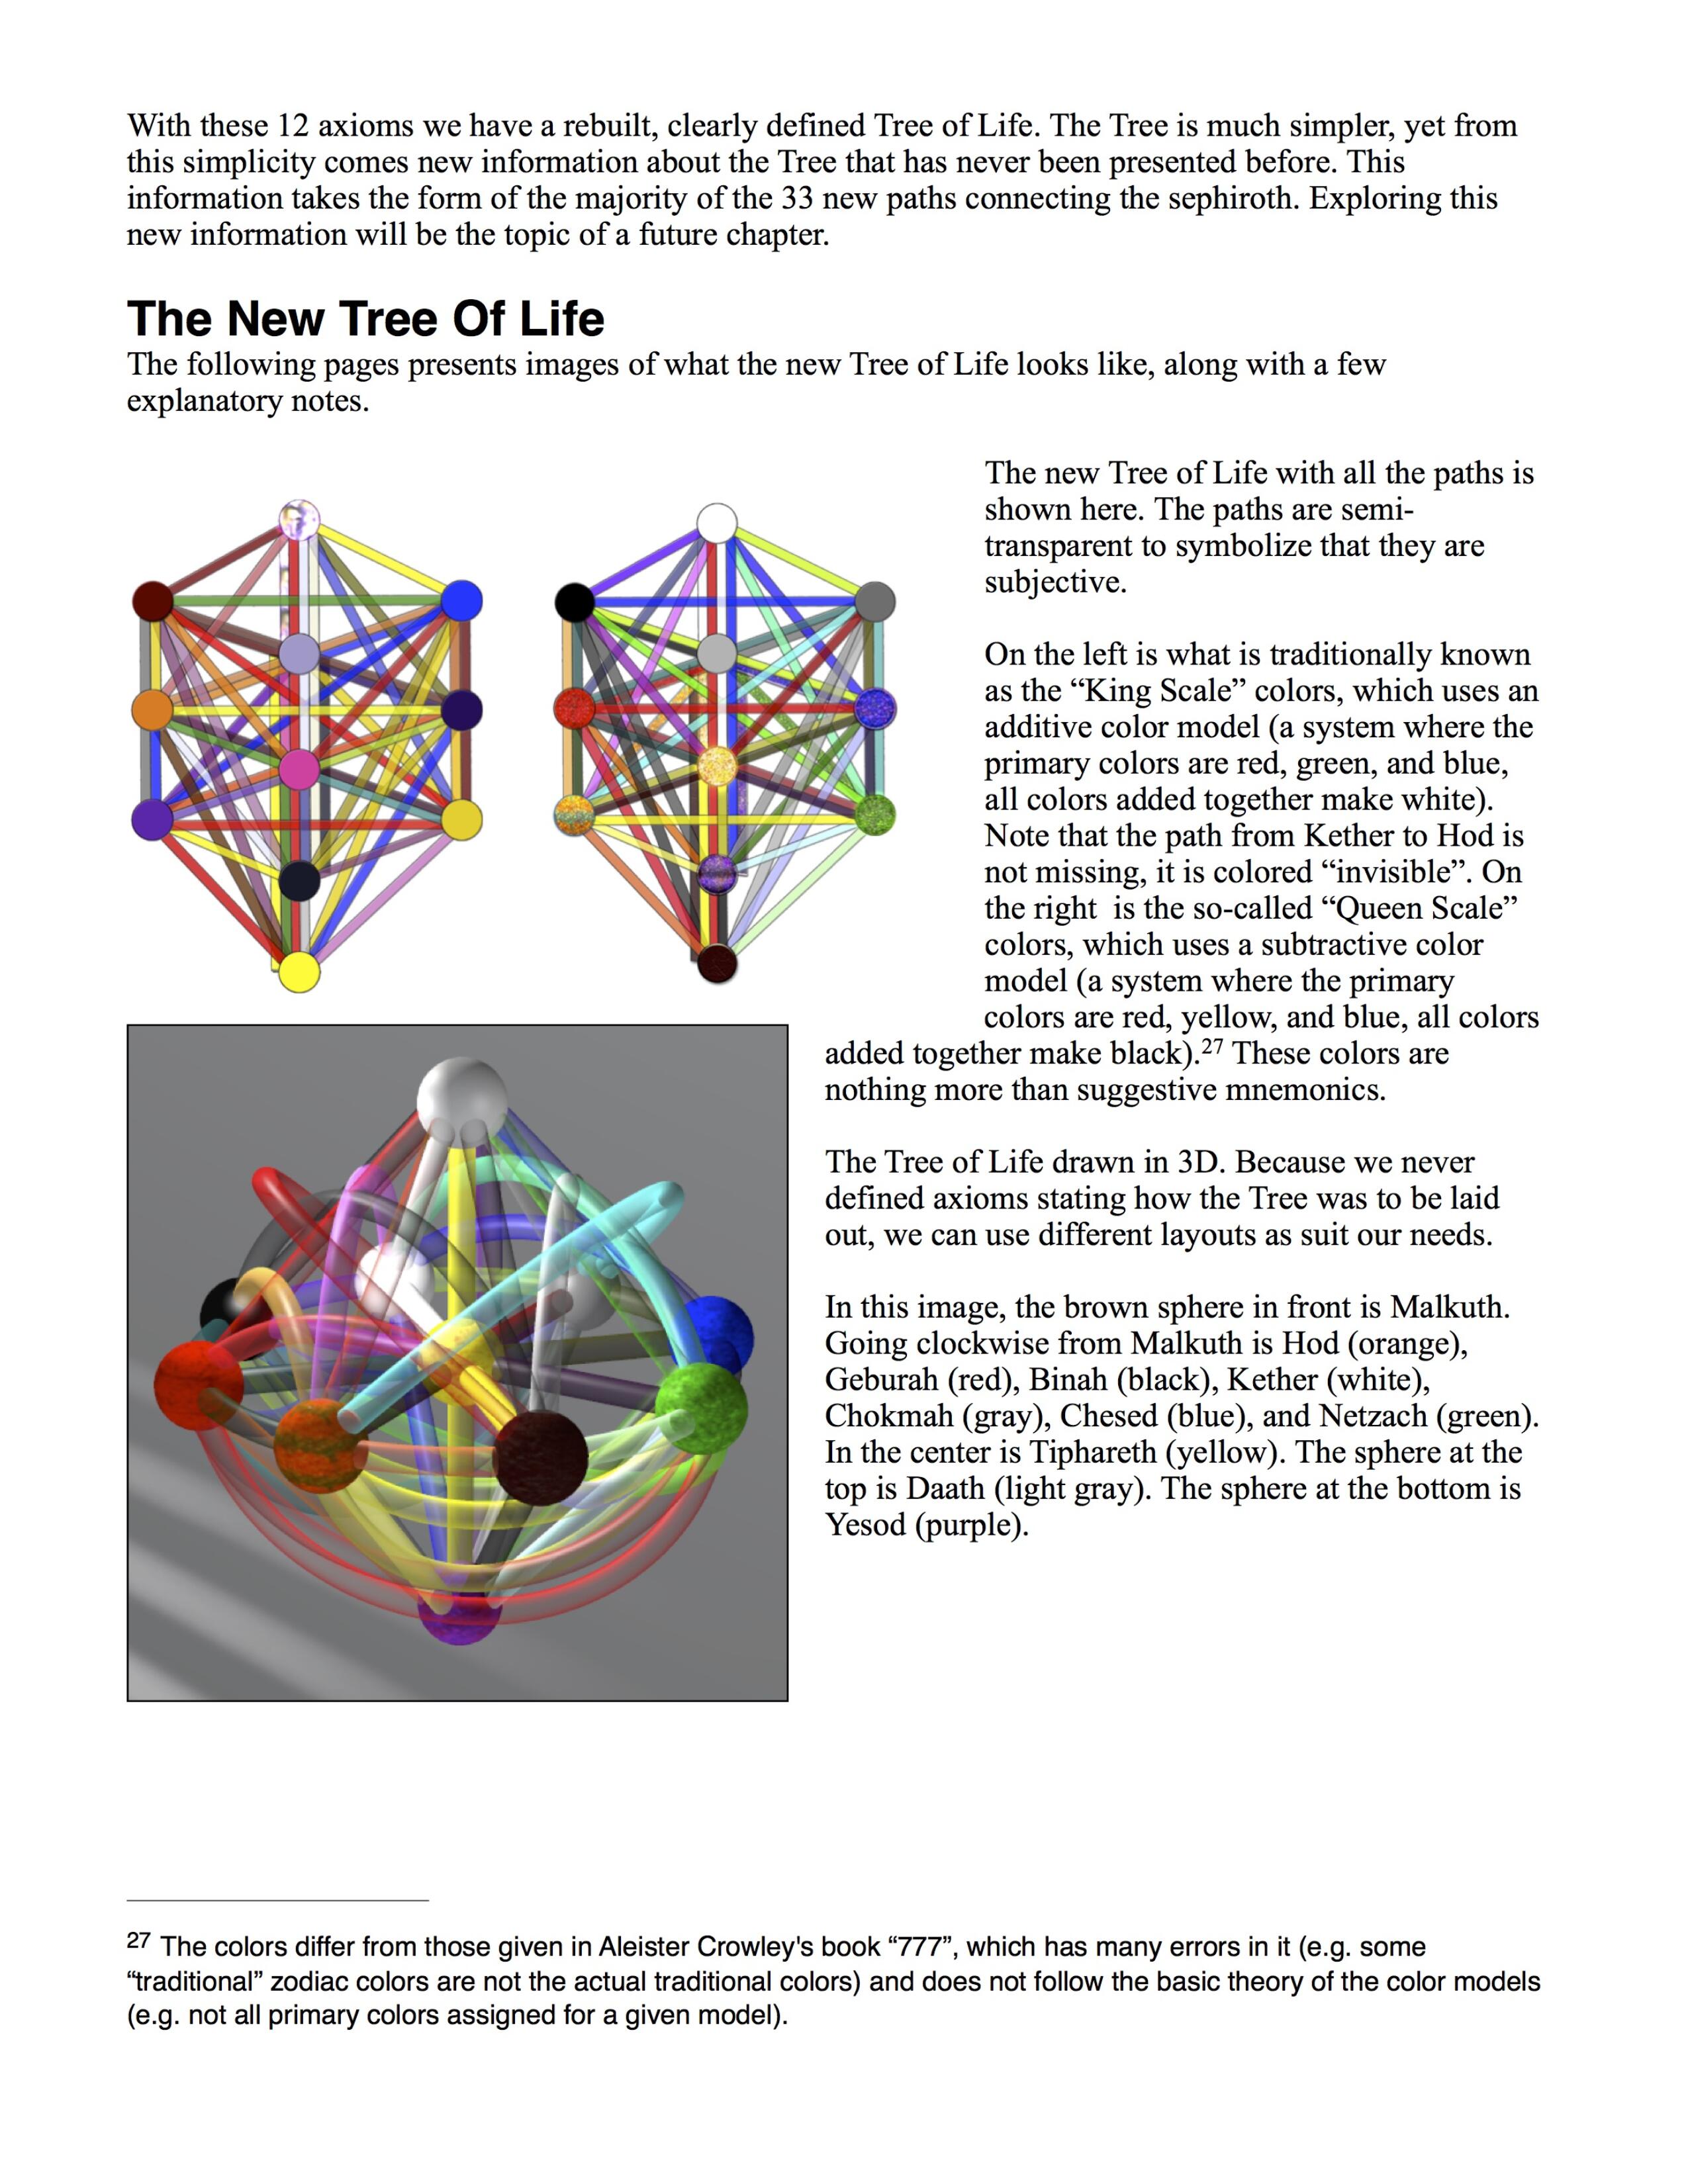 With these 12 axioms we have a rebuilt, clearly defined Tree of Life. The Tree is much simpler, yet from
this simplicity comes new information about the Tree that has never been presented before. This
information takes the form of the majority of the 33 new paths connecting the sephiroth. Exploring this
new information will be the topic of a future chapter.
The New Tree Of Life
The following pages presents images of what the new Tree of Life looks like, along with a few
explanatory notes.
The new Tree of Life with all the paths is
shown here. The paths are semi-
transparent to symbolize that they are
subjective.
On the left is what is traditionally known
as the “King Scale” colors, which uses an
additive color model (a system where the
primary colors are red, green, and blue,
all colors added together make white).
Note that the path from Kether to Hod is
not missing, it is colored “invisible”. On
the right  is the so-called “Queen Scale”
colors, which uses a subtractive color
model (a system where the primary
colors are red, yellow, and blue, all colors
added together make black).27 These colors are
nothing more than suggestive mnemonics.
The Tree of Life drawn in 3D. Because we never
defined axioms stating how the Tree was to be laid
out, we can use different layouts as suit our needs.
In this image, the brown sphere in front is Malkuth.
Going clockwise from Malkuth is Hod (orange),
Geburah (red), Binah (black), Kether (white),
Chokmah (gray), Chesed (blue), and Netzach (green).
In the center is Tiphareth (yellow). The sphere at the
top is Daath (light gray). The sphere at the bottom is
Yesod (purple).
27 The colors differ from those given in Aleister Crowley's book “777”, which has many errors in it (e.g. some
“traditional” zodiac colors are not the actual traditional colors) and does not follow the basic theory of the color models
(e.g. not all primary colors assigned for a given model).